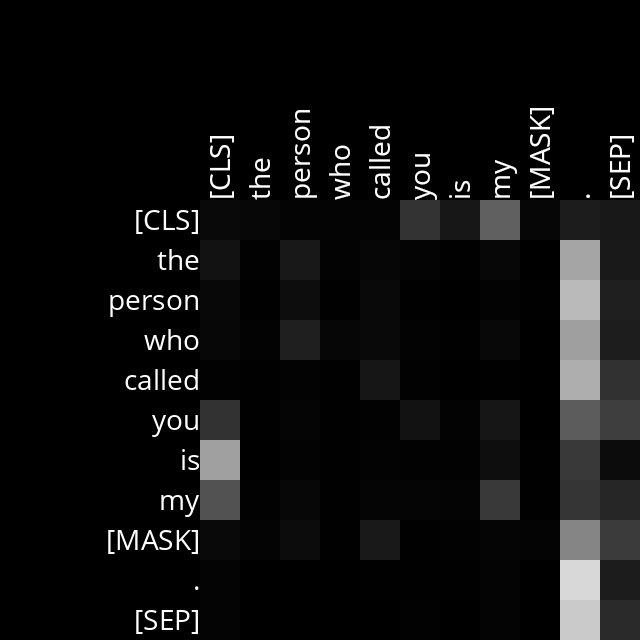 [CLS] the person who called you is my [MASK] . [SEP]
[CLS]
the
person
who
called
you
is
my
[MASK]
.
[SEP]